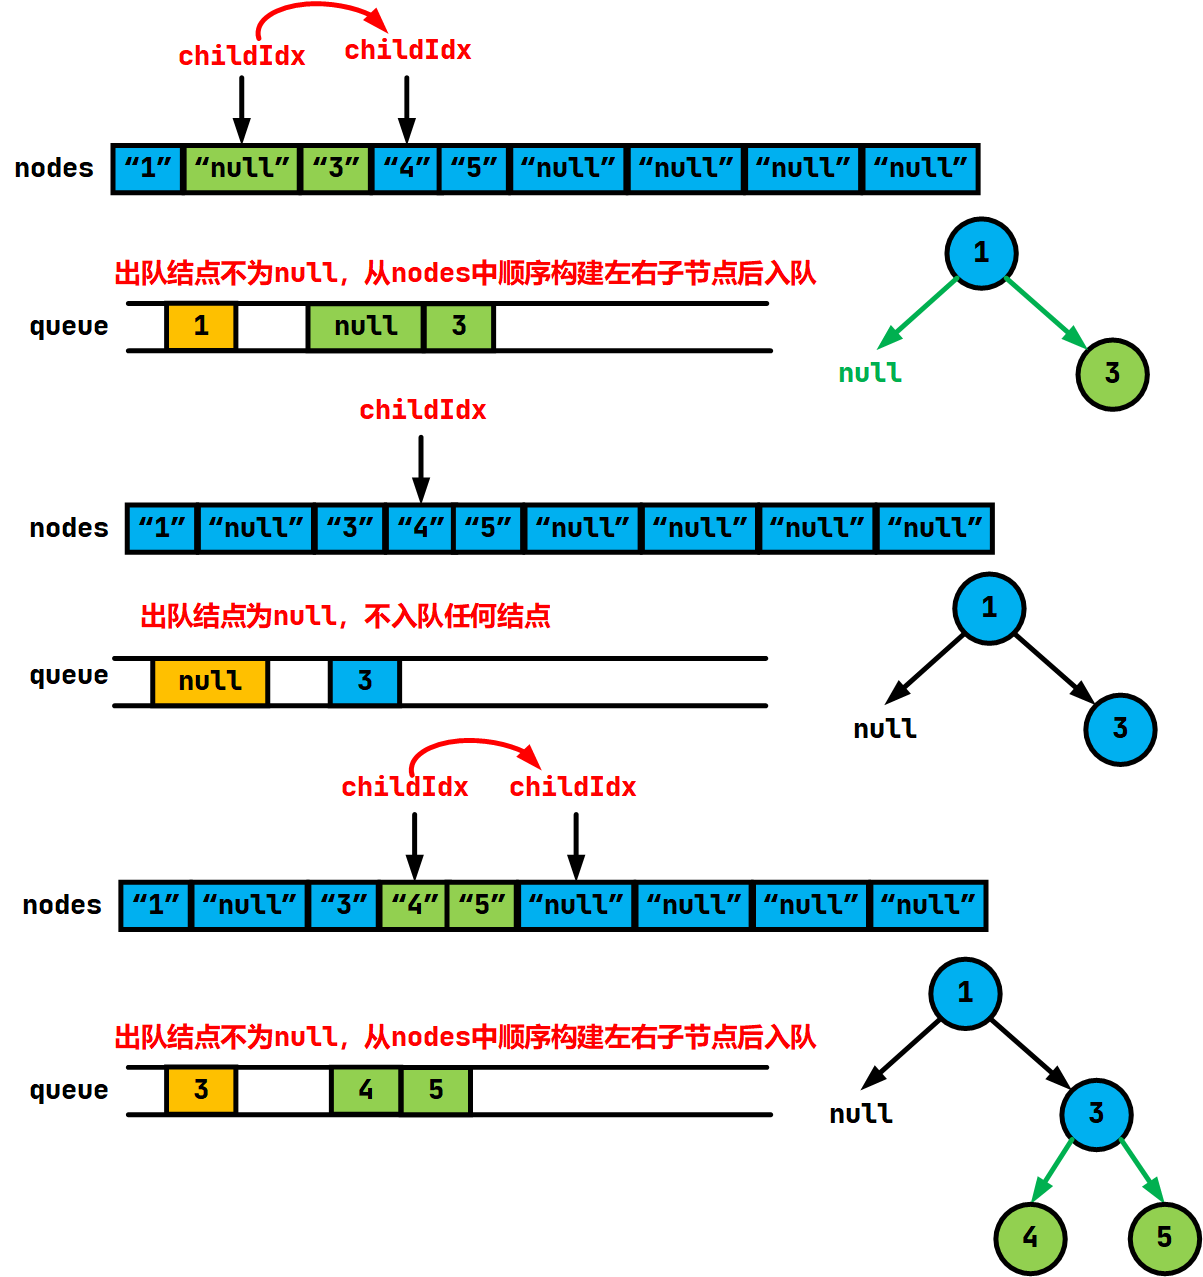 childIdx childIdx
nodes “1” “null” “3” “4” “5” “null” “null” “null” “null”
1
出队结点不为null，从nodes中顺序构建左右子节点后入队
queue 1 null 3
null 3
childIdx
nodes “1” “null” “3” “4” “5” “null” “null” “null” “null”
1
出队结点为null，不入队任何结点
queue null 3
null 3
childIdx childIdx
nodes “1” “null” “3” “4” “5” “null” “null” “null” “null”
1
出队结点不为null，从nodes中顺序构建左右子节点后入队
queue 3 4 5
null 3
4 5